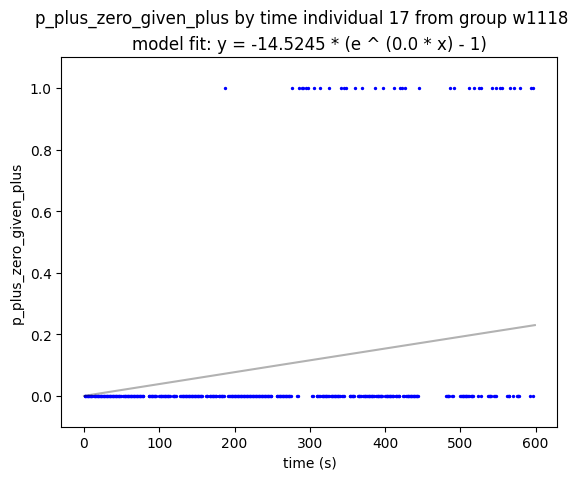 p_plus_zero_given_plus by time individual 17 from group w1118
model fit: y = -14.5245 * (e ^ (0.0 * x) - 1)
1.0
0.8
0.6
0.4
0.2
0.0
p_plus_zero_given_plus
0 100 200 300 400 500 600
time (s)